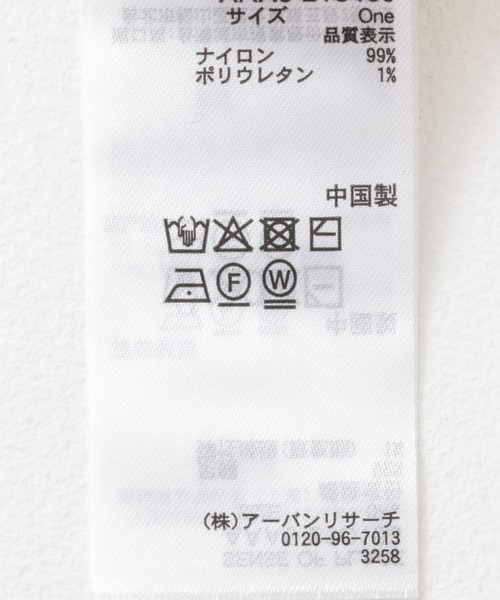 サイズ One
品質表示
ナイロン 99%
ポリウレタン 1%
中国製
F W
(株)アーバンリサーチ
0120-96-7013
3258